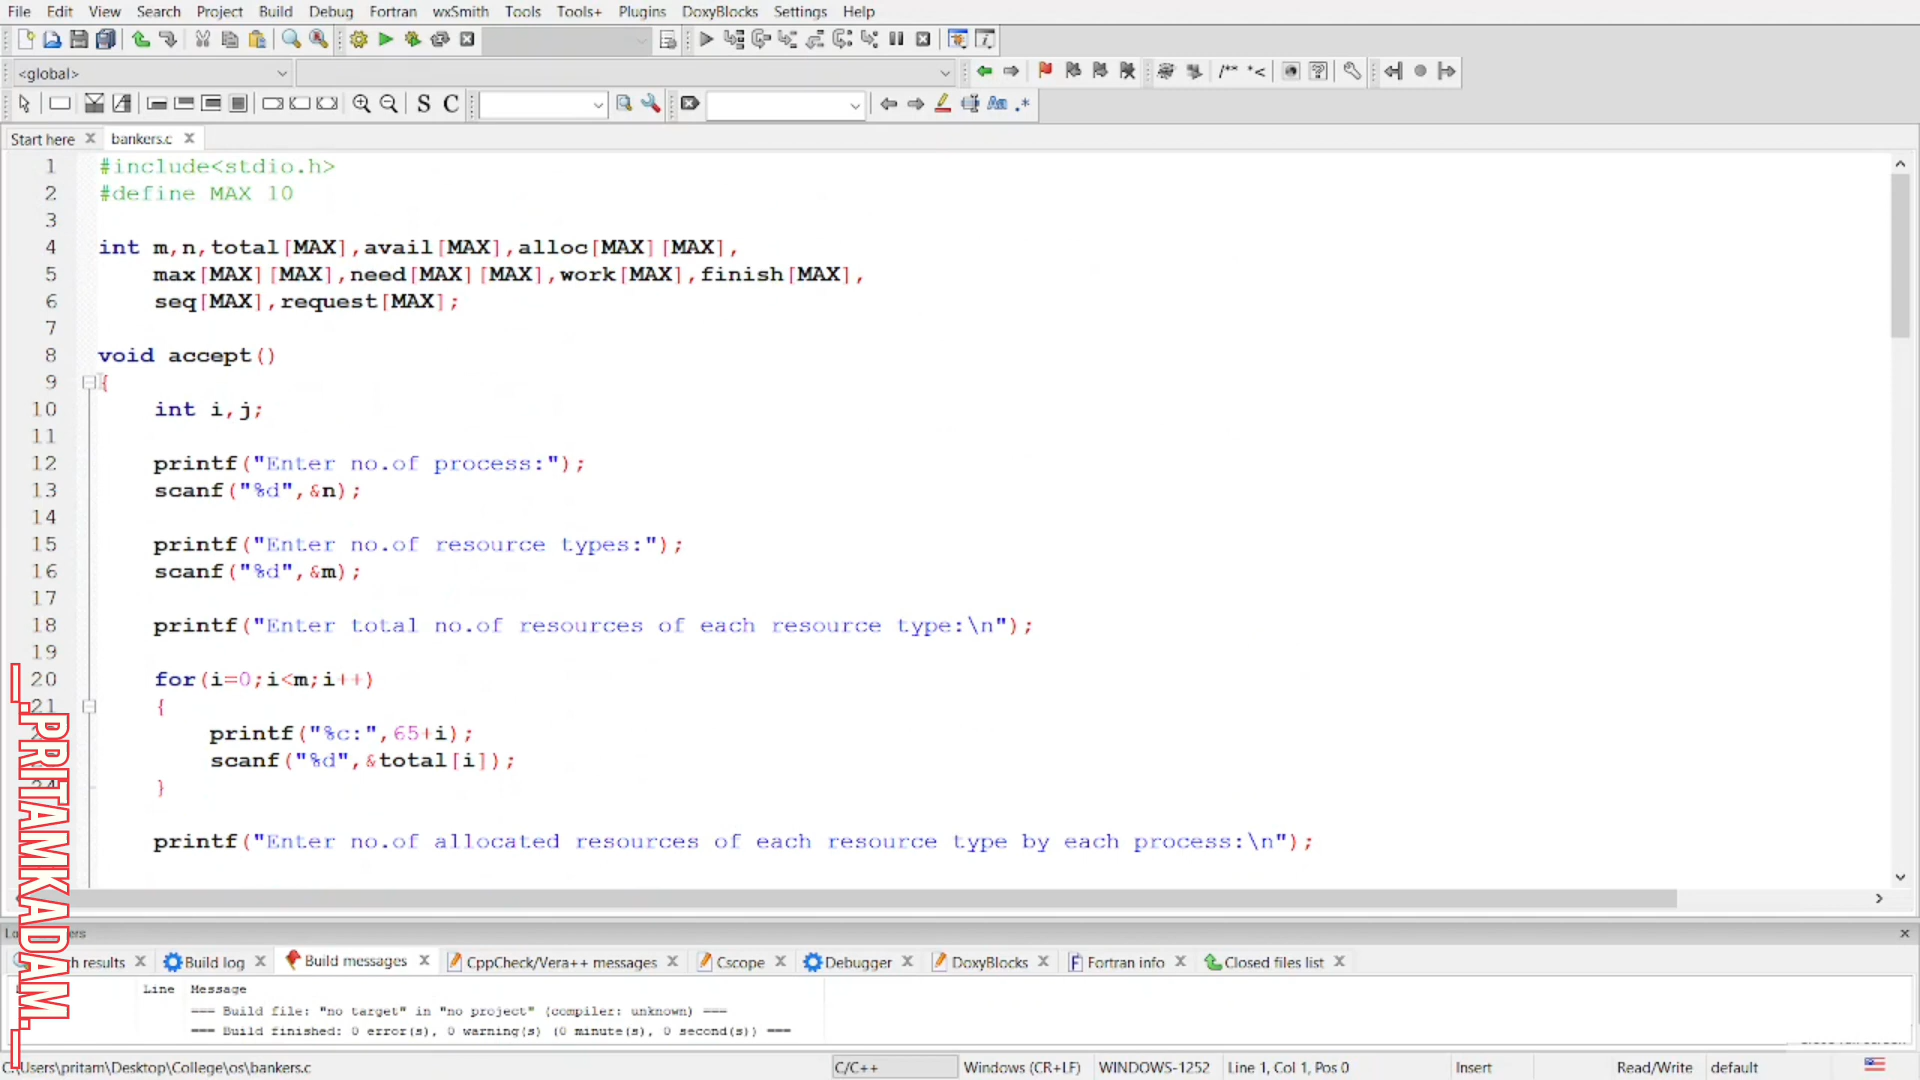 File Edit View Search Project Build Debug Fortran wxSmith Tools Tools+ Plugins DoxyBlocks Settings Help
<global>
S C
Start here bankers.c
1 #include<stdio.h>
2 #define MAX 10
3
4 int m,n,total[MAX],avail[MAX],alloc[MAX][MAX],
5 max[MAX][MAX],need[MAX][MAX],work[MAX],finish[MAX],
6 seq[MAX],request[MAX];
7
8 void accept()
9 {
10 int i,j;
11
12 printf("Enter no.of process:");
13 scanf("%d",&n);
14
15 printf("Enter no.of resource types:");
16 scanf("%d",&m);
17
18 printf("Enter total no.of resources of each resource type:\n");
19
20 for(i=0;i<m;i++)
21 {
printf("%c:",65+i);
scanf("%d",&total[i]);
24 }
printf("Enter no.of allocated resources of each resource type by each process:\n");
_.PRITAMKADAM._
results Build log Build messages CppCheck/Vera++ messages Cscope Debugger DoxyBlocks Fortran info Closed files list
Line Message
=== Build file: "no target" in "no project" (compiler: unknown) ===
=== Build finished: 0 error(s), 0 warning(s) (0 minute(s), 0 second(s)) ===
C:\Users\pritam\Desktop\College\os\bankers.c C/C++ Windows (CR+LF) WINDOWS-1252 Line 1, Col 1, Pos 0 Insert Read/Write default